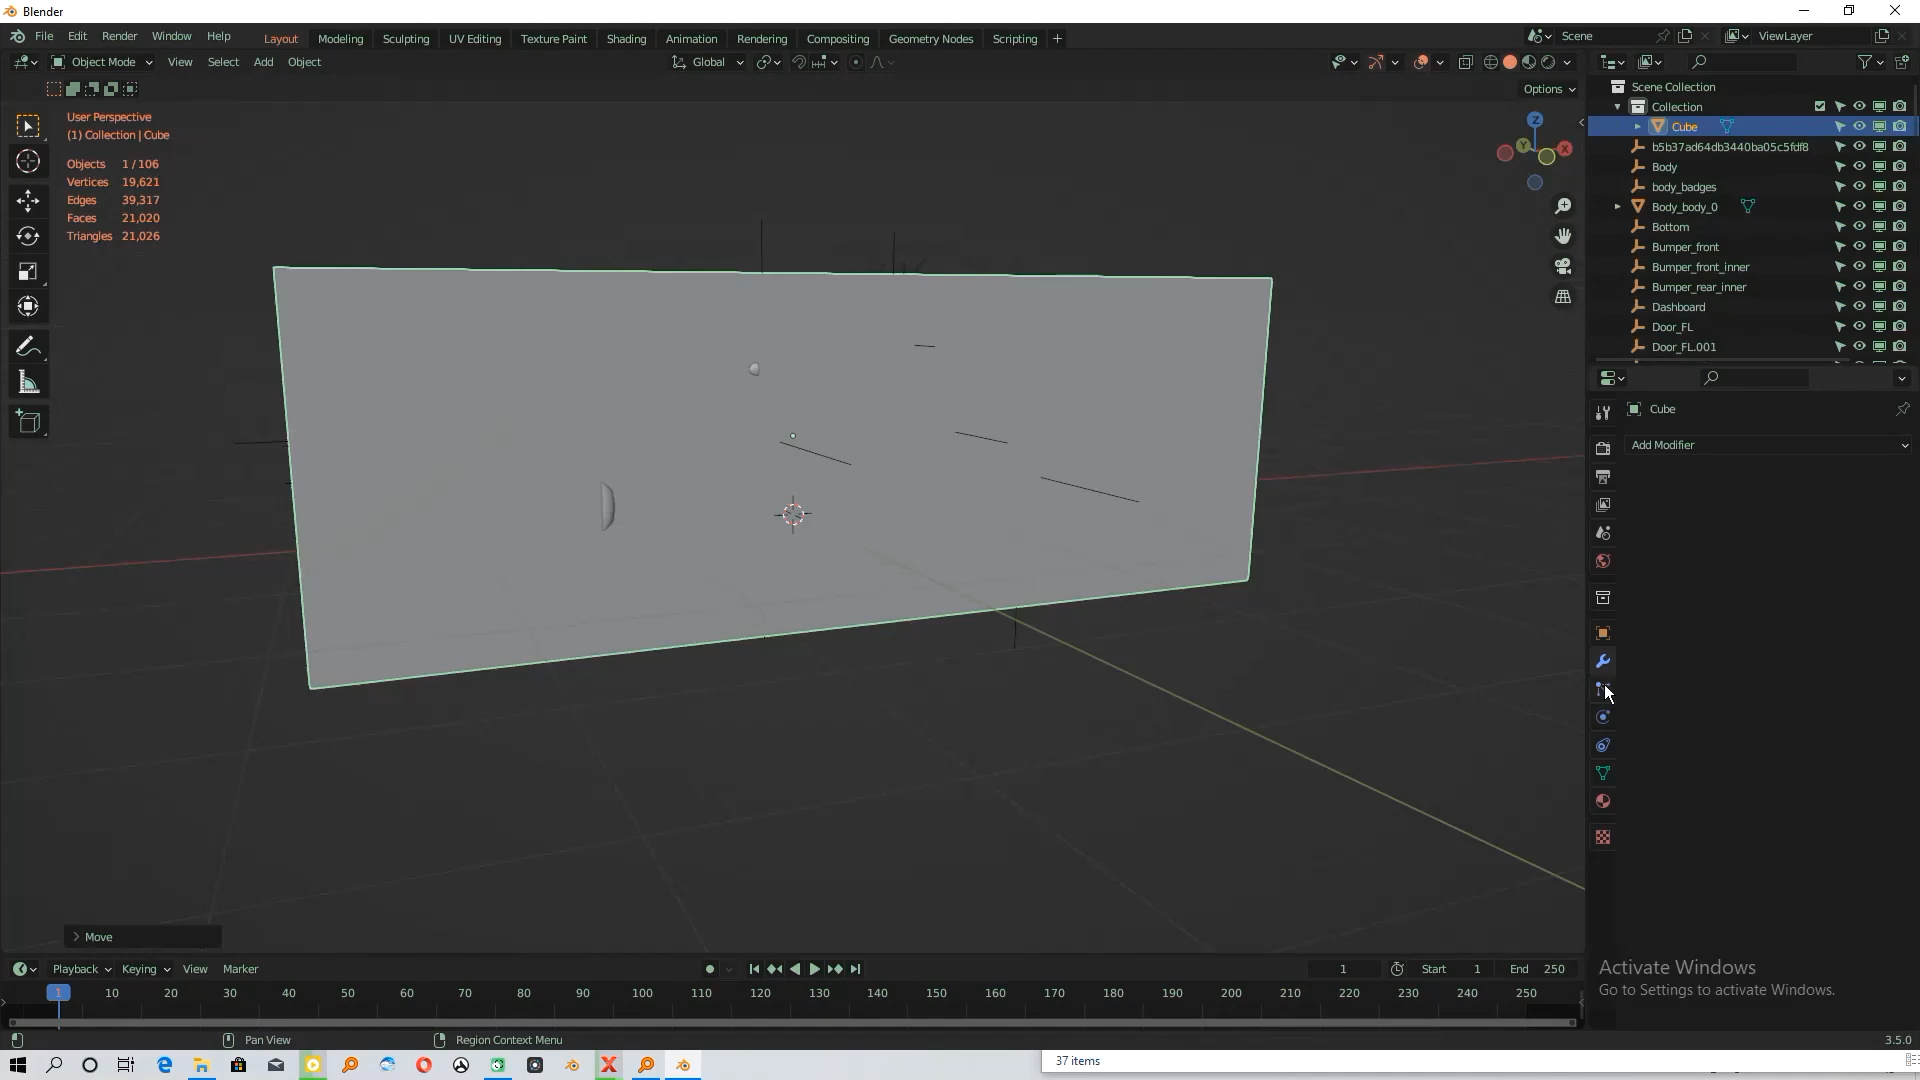 Blender
File Edit Render Window Help Layout Modeling Sculpting UV Editing Texture Paint Shading Animation Rendering Compositing Geometry Nodes Scripting + Scene ViewLayer
Object Mode View Select Add Object Global
Options
Scene Collection
Collection
Cube
b5b37ad64db3440ba05c5fdf8
Body
body_badges
Body_body_0
Bottom
Bumper_front
Bumper_front_inner
Bumper_rear_inner
Dashboard
Door_FL
Door_FL.001
User Perspective
(1) Collection | Cube
Objects 1 / 106
Vertices 19,621
Edges 39,317
Faces 21,020
Triangles 21,026
Z
Y
X
Cube
Add Modifier
Move
Playback Keying View Marker 1 Start 1 End 250
1 10 20 30 40 50 60 70 80 90 100 110 120 130 140 150 160 170 180 190 200 210 220 230 240 250
Activate Windows
Go to Settings to activate Windows.
Pan View Region Context Menu 3.5.0
37 items